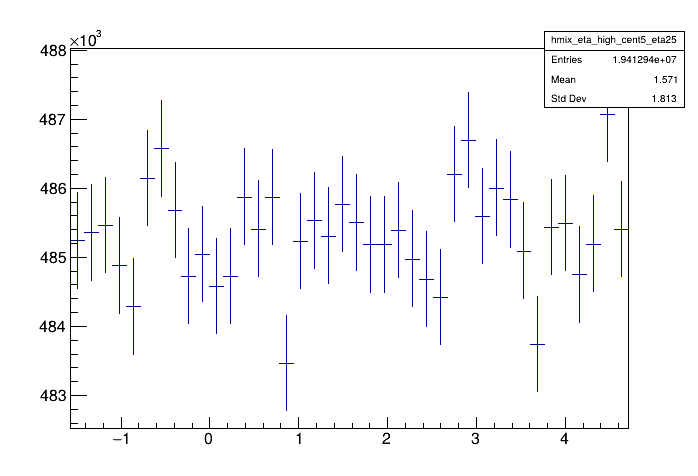 ×10³
hmix_eta_high_cent5_eta25
Entries 1.941294e+07
Mean 1.571
Std Dev 1.813
488
487
486
485
484
483
−1 0 1 2 3 4